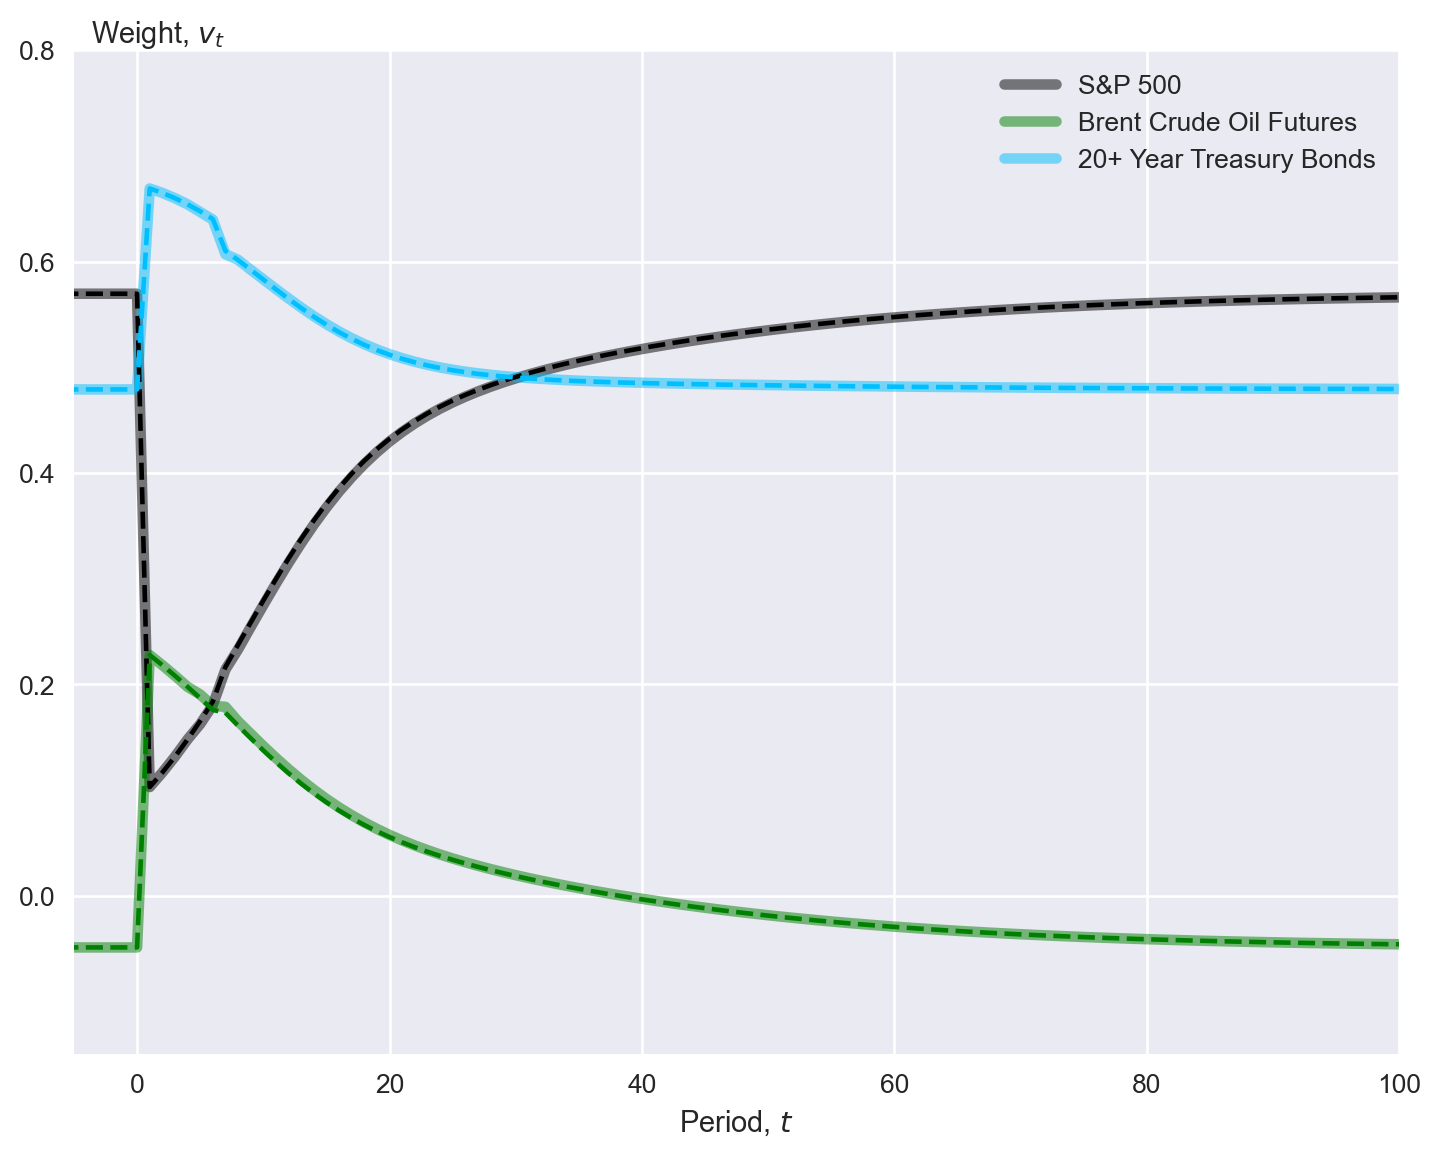 Weight, vt
0.8
0.6
0.4
0.2
0.0
S&P 500
Brent Crude Oil Futures
20+ Year Treasury Bonds
0 20 40 60 80 100
Period, t